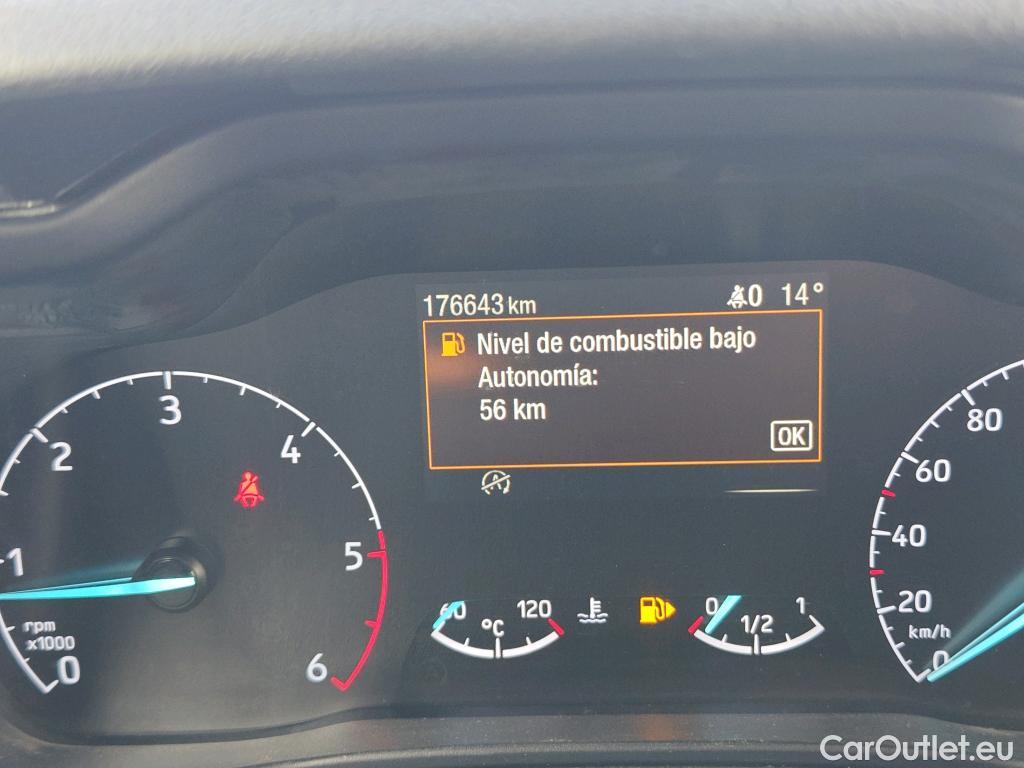 176643 km
0 14°
Nivel de combustible bajo
Autonomía:
56 km
OK
A
0 1 2 3 4 5 6
rpm
x1000
60 120
°C
0 1/2 1
0 20 40 60 80
km/h
CarOutlet.eu